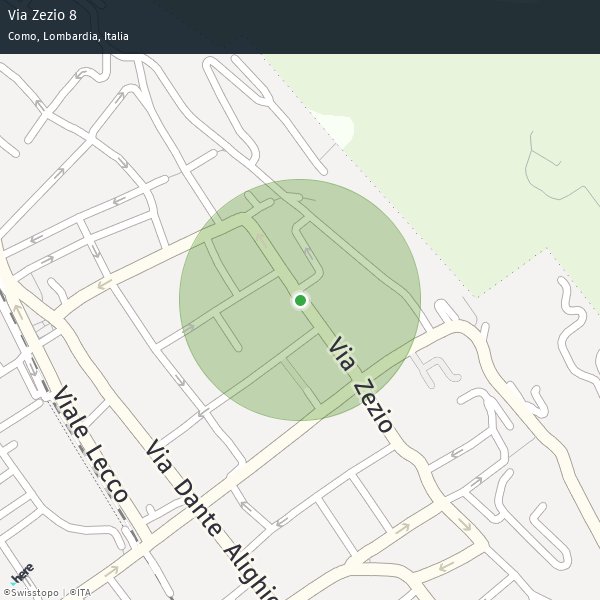 Via Zezio 8
Como, Lombardia, Italia
Via Zezio
Viale Lecco
Via Dante Alighie
here
©Swisstopo | ©ITA